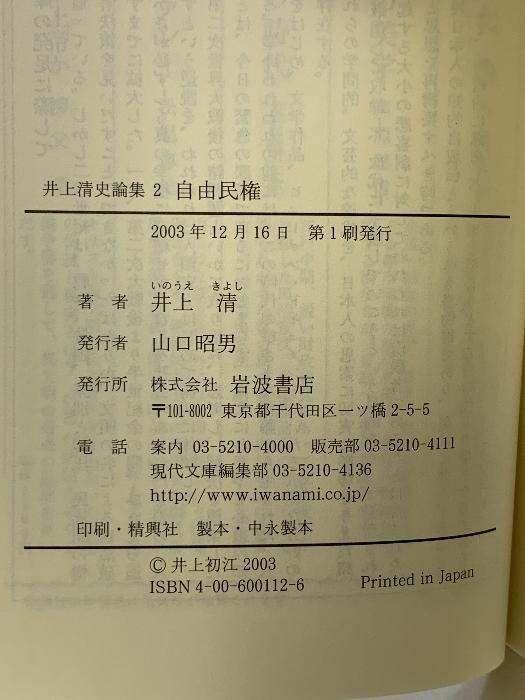 井上清史論集 2 自由民権
2003年12月16日 第1刷発行
いのうえ きよし
著 者 井上 清
発行者 山口昭男
発行所 株式会社 岩波書店
〒101-8002 東京都千代田区一ツ橋2-5-5
電 話 案内 03-5210-4000 販売部 03-5210-4111
現代文庫編集部 03-5210-4136
http://www.iwanami.co.jp/
印刷・精興社 製本・中永製本
© 井上初江 2003
ISBN 4-00-600112-6 Printed in Japan